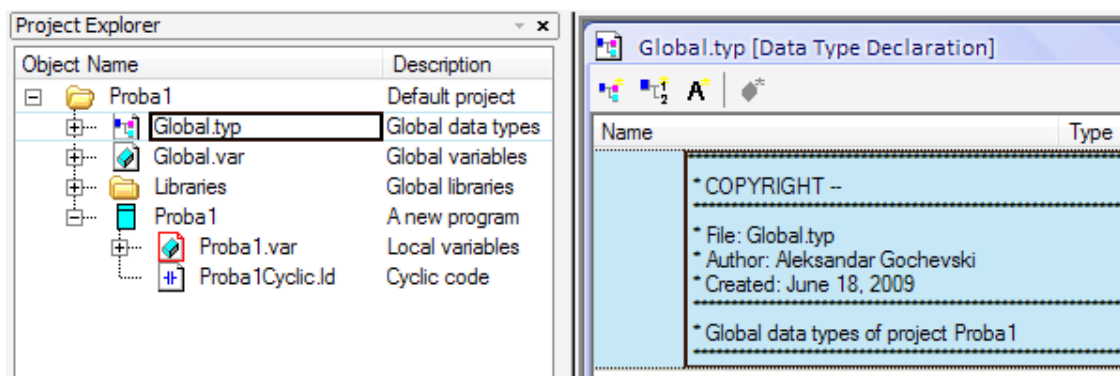 Project Explorer
Object Name Description
Proba1 Default project
Global.typ Global data types
Global.var Global variables
Libraries Global libraries
Proba1 A new program
Proba1.var Local variables
Proba1Cyclic.ld Cyclic code
Global.typ [Data Type Declaration]
Name Type
* COPYRIGHT --
* File: Global.typ
* Author: Aleksandar Gochevski
* Created: June 18, 2009
* Global data types of project Proba1